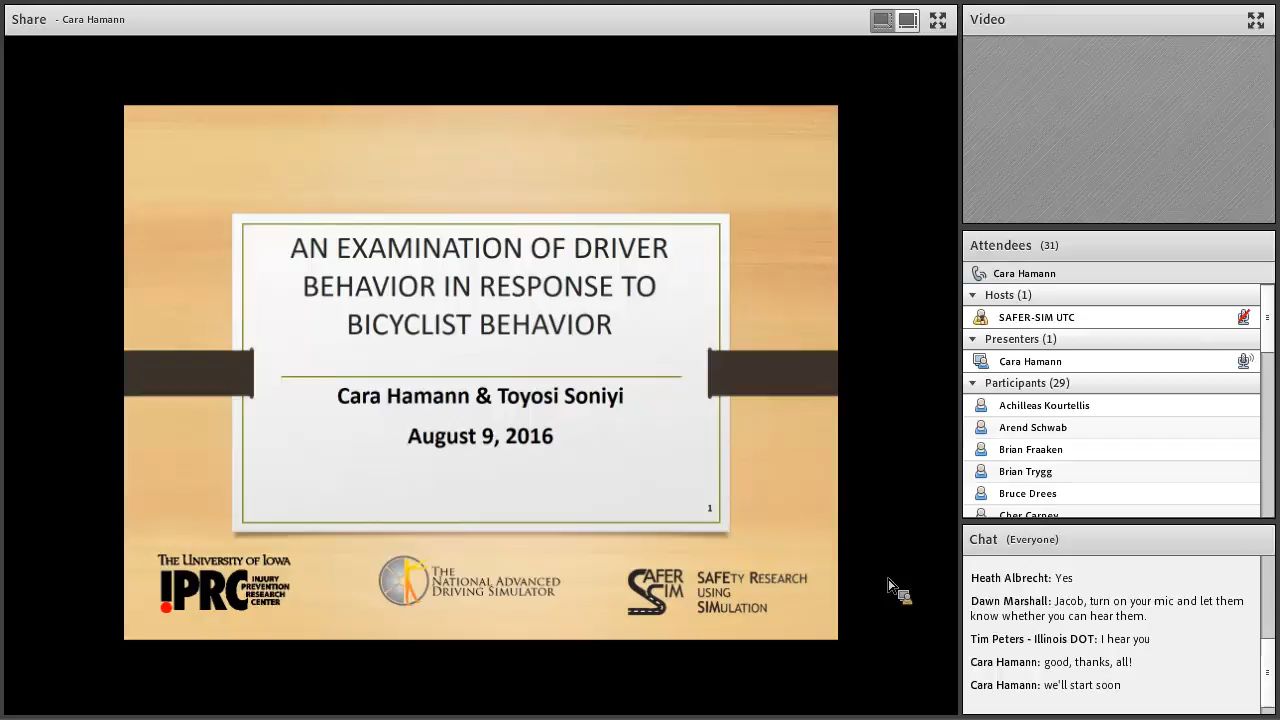 Share - Cara Hamann
AN EXAMINATION OF DRIVER
BEHAVIOR IN RESPONSE TO
BICYCLIST BEHAVIOR
Cara Hamann & Toyosi Soniyi
August 9, 2016
1
THE UNIVERSITY OF IOWA
IPRC
INJURY
PREVENTION
RESEARCH
CENTER
THE
NATIONAL ADVANCED
DRIVING SIMULATOR
SAFER
SIM
SAFETY RESEARCH
USING
SIMULATION
Video
Attendees (31)
Cara Hamann
Hosts (1)
SAFER-SIM UTC
Presenters (1)
Cara Hamann
Participants (29)
Achilleas Kourtellis
Arend Schwab
Brian Fraaken
Brian Trygg
Bruce Drees
Cher Carney
Chat (Everyone)
Heath Albrecht: Yes
Dawn Marshall: Jacob, turn on your mic and let them
know whether you can hear them.
Tim Peters - Illinois DOT: I hear you
Cara Hamann: good, thanks, all!
Cara Hamann: we'll start soon